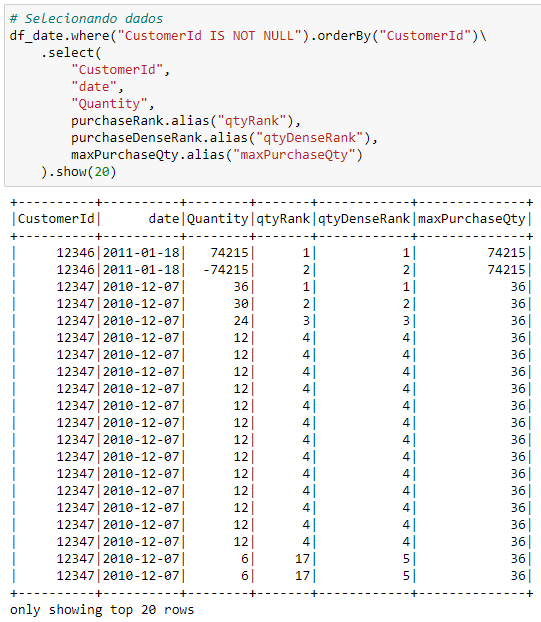 # Selecionando dados
df_date.where("CustomerId IS NOT NULL").orderBy("CustomerId")\
    .select(
        "CustomerId",
        "date",
        "Quantity",
        purchaseRank.alias("qtyRank"),
        purchaseDenseRank.alias("qtyDenseRank"),
        maxPurchaseQty.alias("maxPurchaseQty")
    ).show(20)
+----------+----------+--------+-------+------------+--------------+
|CustomerId|      date|Quantity|qtyRank|qtyDenseRank|maxPurchaseQty|
+----------+----------+--------+-------+------------+--------------+
|     12346|2011-01-18|   74215|      1|           1|         74215|
|     12346|2011-01-18|  -74215|      2|           2|         74215|
|     12347|2010-12-07|      36|      1|           1|            36|
|     12347|2010-12-07|      30|      2|           2|            36|
|     12347|2010-12-07|      24|      3|           3|            36|
|     12347|2010-12-07|      12|      4|           4|            36|
|     12347|2010-12-07|      12|      4|           4|            36|
|     12347|2010-12-07|      12|      4|           4|            36|
|     12347|2010-12-07|      12|      4|           4|            36|
|     12347|2010-12-07|      12|      4|           4|            36|
|     12347|2010-12-07|      12|      4|           4|            36|
|     12347|2010-12-07|      12|      4|           4|            36|
|     12347|2010-12-07|      12|      4|           4|            36|
|     12347|2010-12-07|      12|      4|           4|            36|
|     12347|2010-12-07|      12|      4|           4|            36|
|     12347|2010-12-07|      12|      4|           4|            36|
|     12347|2010-12-07|      12|      4|           4|            36|
|     12347|2010-12-07|      12|      4|           4|            36|
|     12347|2010-12-07|       6|     17|           5|            36|
|     12347|2010-12-07|       6|     17|           5|            36|
+----------+----------+--------+-------+------------+--------------+
only showing top 20 rows